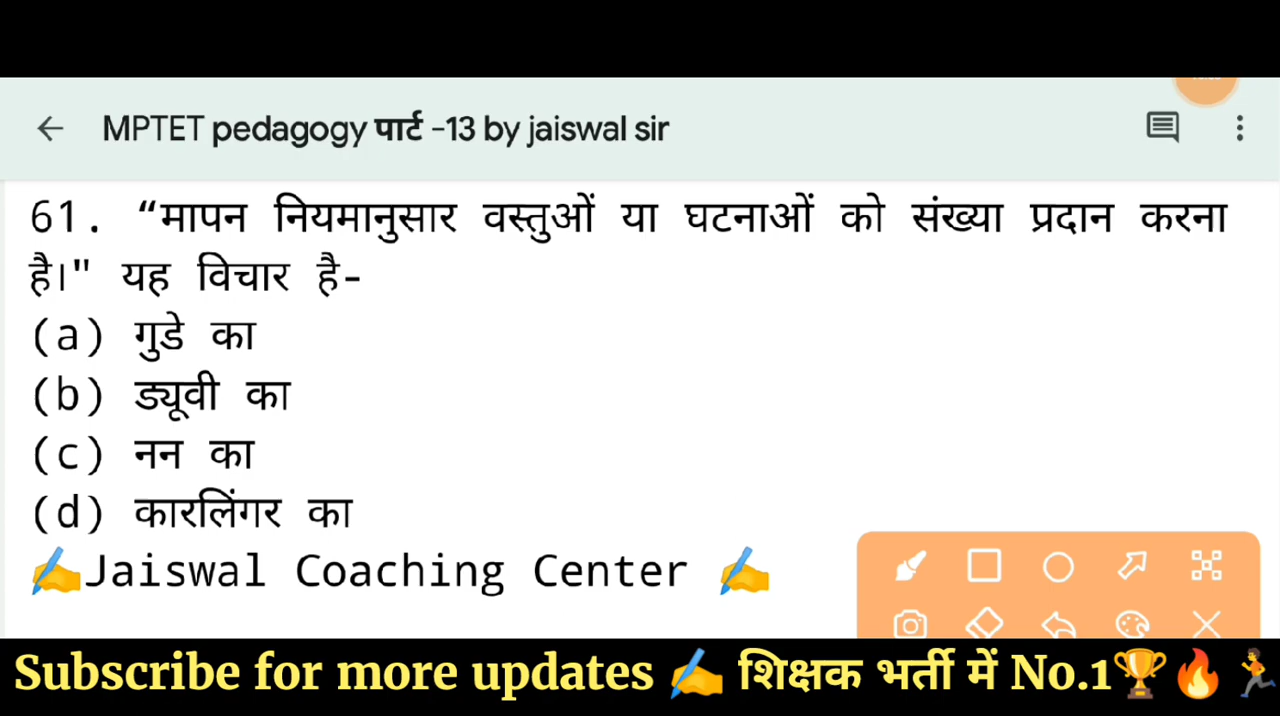 MPTET pedagogy पार्ट -13 by jaiswal sir
61. “मापन नियमानुसार वस्तुओं या घटनाओं को संख्या प्रदान करना
है।" यह विचार है-
(a) गुडे का
(b) ड्यूवी का
(c) नन का
(d) कारलिंगर का
✍️Jaiswal Coaching Center ✍️
Subscribe for more updates ✍️ शिक्षक भर्ती में No.1🏆🔥🏃